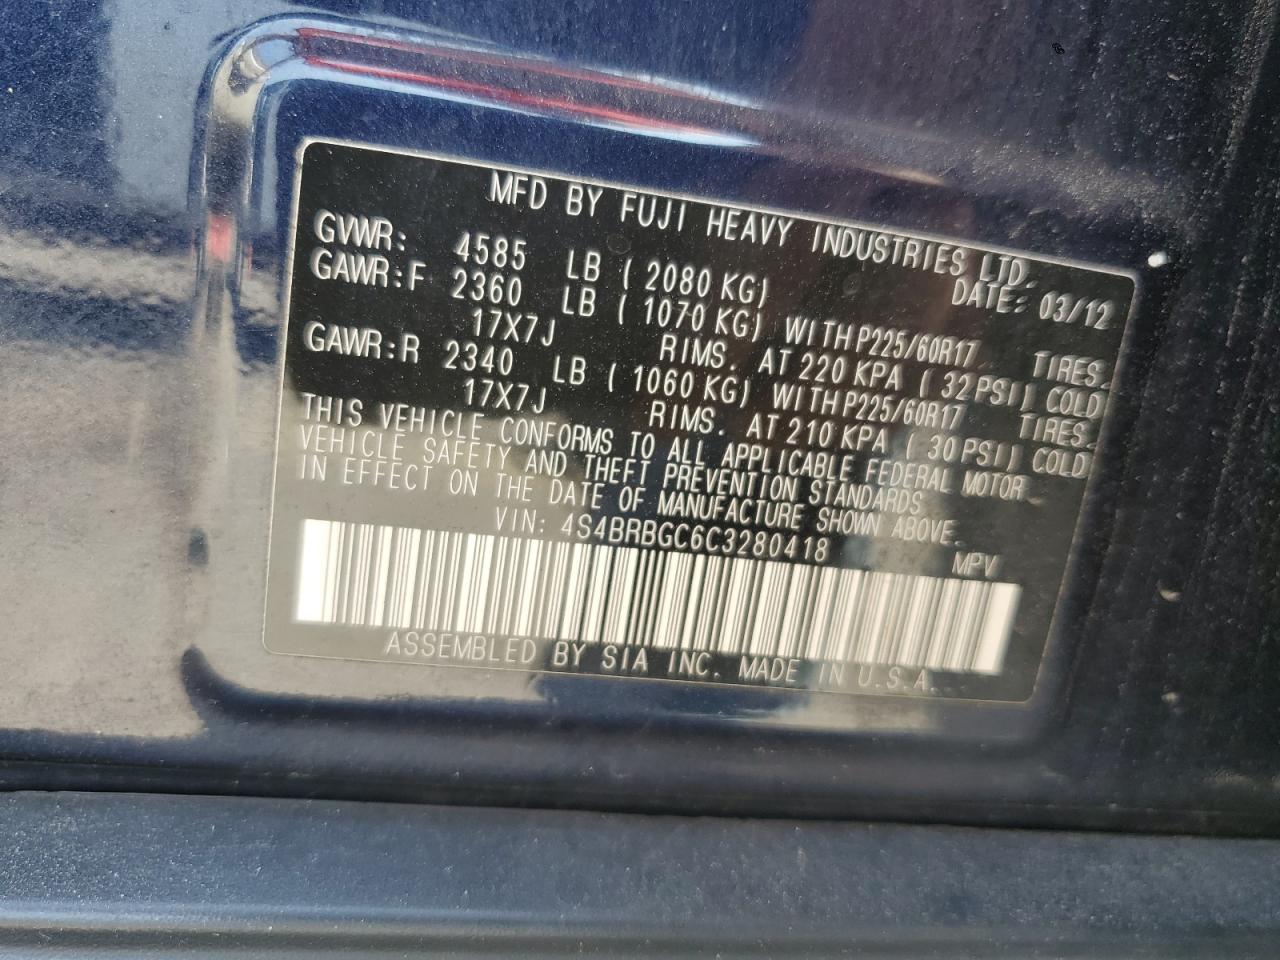 MFD BY FUJI HEAVY INDUSTRIES LTD.
GVWR: 4585 LB ( 2080 KG) DATE: 03/12
GAWR:F 2360 LB ( 1070 KG) WITH P225/60R17 TIRES.
17X7J RIMS. AT 220 KPA ( 32 PSI) COLD
GAWR:R 2340 LB ( 1060 KG) WITH P225/60R17 TIRES.
17X7J RIMS. AT 210 KPA ( 30 PSI) COLD
THIS VEHICLE CONFORMS TO ALL APPLICABLE FEDERAL MOTOR
VEHICLE SAFETY AND THEFT PREVENTION STANDARDS
IN EFFECT ON THE DATE OF MANUFACTURE SHOWN ABOVE.
VIN: 4S4BRBGC6C3280418 MPV
ASSEMBLED BY SIA INC. MADE IN U.S.A.